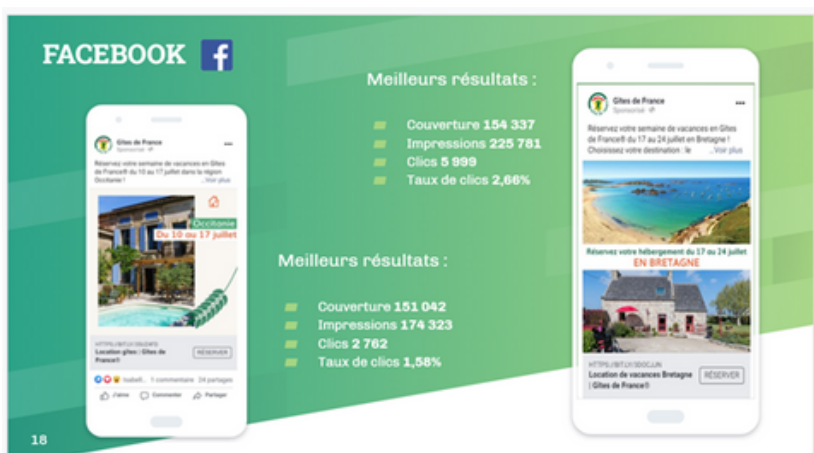 FACEBOOK
Meilleurs résultats :
Couverture 154 337
Impressions 225 781
Clics 5 999
Taux de clics 2,66%
Meilleurs résultats :
Couverture 151 042
Impressions 174 323
Clics 2 762
Taux de clics 1,58%
Gîtes de France
Sponsorisé
Réservez votre semaine de vacances en Gîtes
de France® du 10 au 17 juillet dans la région
Occitanie ! ...Voir plus
Occitanie
Du 10 au 17 juillet
Location gîtes | Gîtes de
France®
RÉSERVER
1 commentaire 24 partages
J'aime Commenter Partager
Gîtes de France
Sponsorisé
Réservez votre semaine de vacances en Gîtes
de France® du 17 au 24 juillet en Bretagne !
Choisissez votre destination : le ...Voir plus
Réservez votre hébergement du 17 au 24 juillet
EN BRETAGNE
Location de vacances Bretagne
| Gîtes de France®
RÉSERVER
18